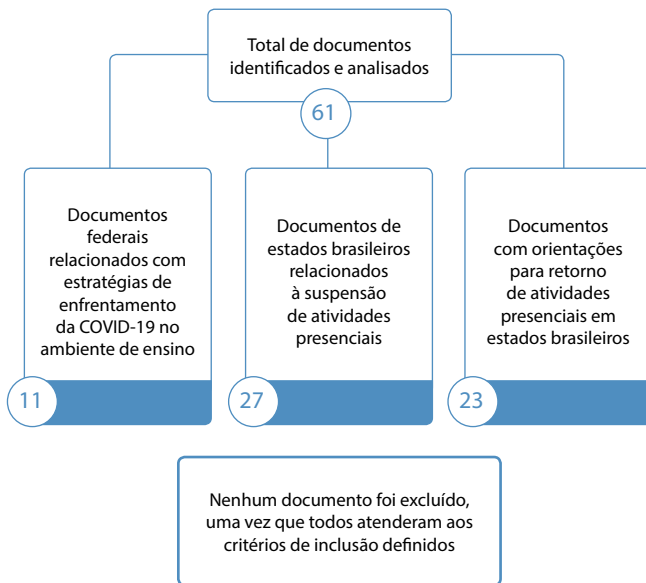 Total de documentos
identificados e analisados
61
Documentos
federais
relacionados com
estratégias de
enfrentamento
da COVID-19 no
ambiente de ensino
11
Documentos de
estados brasileiros
relacionados
à suspensão
de atividades
presenciais
27
Documentos
com orientações
para retorno
de atividades
presenciais em
estados brasileiros
23
Nenhum documento foi excluído,
uma vez que todos atenderam aos
critérios de inclusão definidos